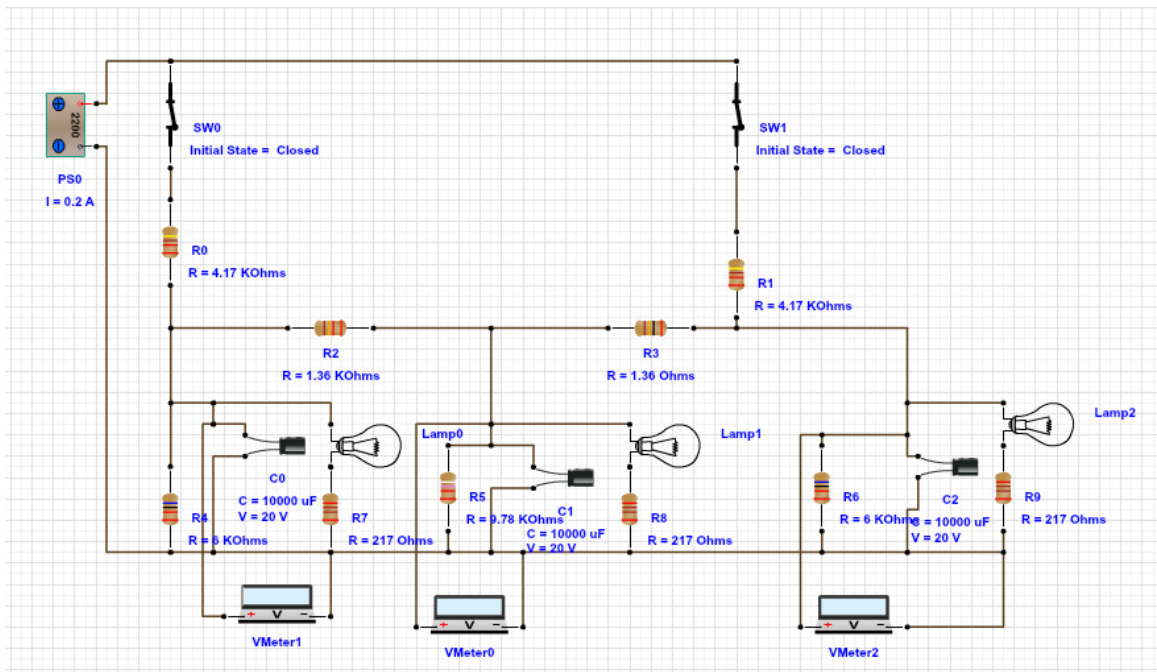 2200
PS0
I = 0.2 A
SW0
Initial State = Closed
SW1
Initial State = Closed
R0
R = 4.17 KOhms
R1
R = 4.17 KOhms
R2
R = 1.36 KOhms
R3
R = 1.36 Ohms
Lamp0
Lamp1
Lamp2
C0
C = 10000 uF
V = 20 V
R4
R = 6 KOhms
R7
R = 217 Ohms
R5
R = 9.78 KOhms
C1
C = 10000 uF
V = 20 V
R8
R = 217 Ohms
R6
R = 6 KOhms
C2
C = 10000 uF
V = 20 V
R9
R = 217 Ohms
+ V −
VMeter1
+ V −
VMeter0
+ V −
VMeter2